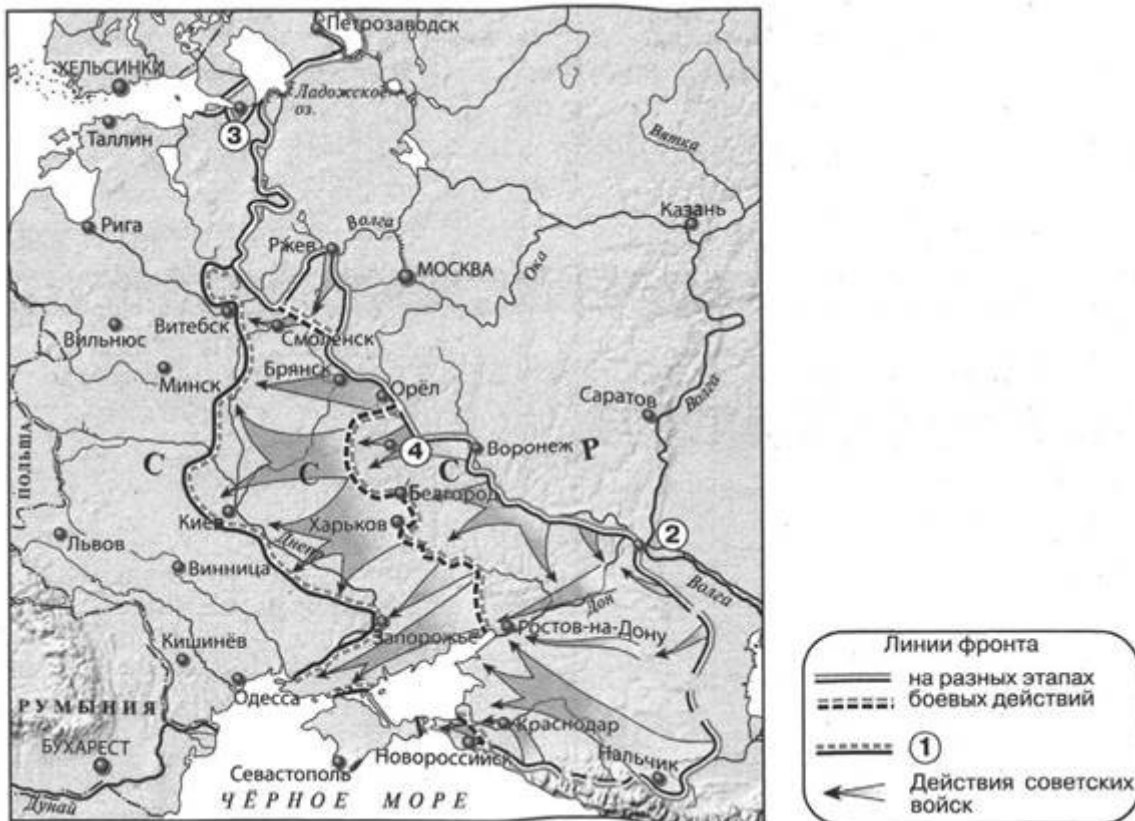 Петрозаводск
ХЕЛЬСИНКИ
Ладожское
оз.
Таллин
3
Вятка
Казань
Рига
Волга
Ржев
МОСКВА
Ока
Витебск
Вильнюс
Смоленск
Минск
Брянск
Орёл
Саратов
Волга
ПОЛЬША
4
Воронеж
С С С Р
Белгород
Киев
Харьков
2
Львов
Днепр
Винница
Волга
Дон
Запорожье
Ростов-на-Дону
Кишинёв
Одесса
РУМЫНИЯ
Краснодар
БУХАРЕСТ
Новороссийск
Нальчик
Севастополь
Дунай
ЧЁРНОЕ МОРЕ
Линии фронта
на разных этапах
боевых действий
1
Действия советских
войск